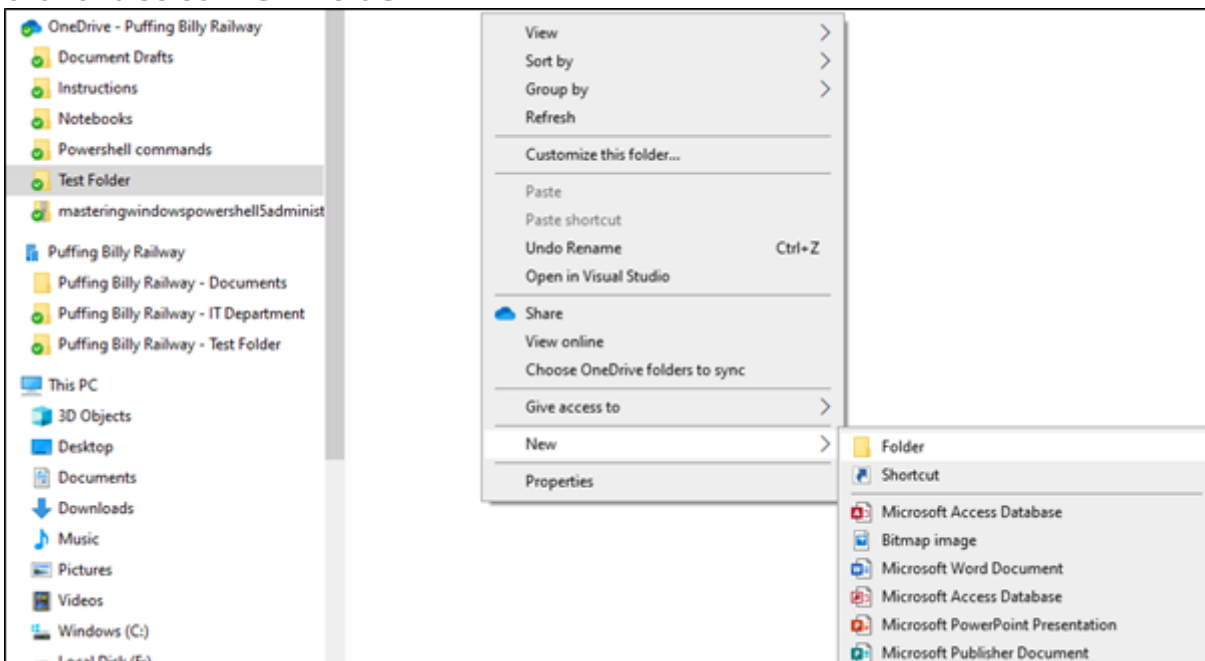 OneDrive - Puffing Billy Railway
Document Drafts
Instructions
Notebooks
Powershell commands
Test Folder
masteringwindowspowershell5administ
Puffing Billy Railway
Puffing Billy Railway - Documents
Puffing Billy Railway - IT Department
Puffing Billy Railway - Test Folder
This PC
3D Objects
Desktop
Documents
Downloads
Music
Pictures
Videos
Windows (C:)
View
Sort by
Group by
Refresh
Customize this folder...
Paste
Paste shortcut
Undo Rename Ctrl+Z
Open in Visual Studio
Share
View online
Choose OneDrive folders to sync
Give access to
New
Properties
Folder
Shortcut
Microsoft Access Database
Bitmap image
Microsoft Word Document
Microsoft Access Database
Microsoft PowerPoint Presentation
Microsoft Publisher Document